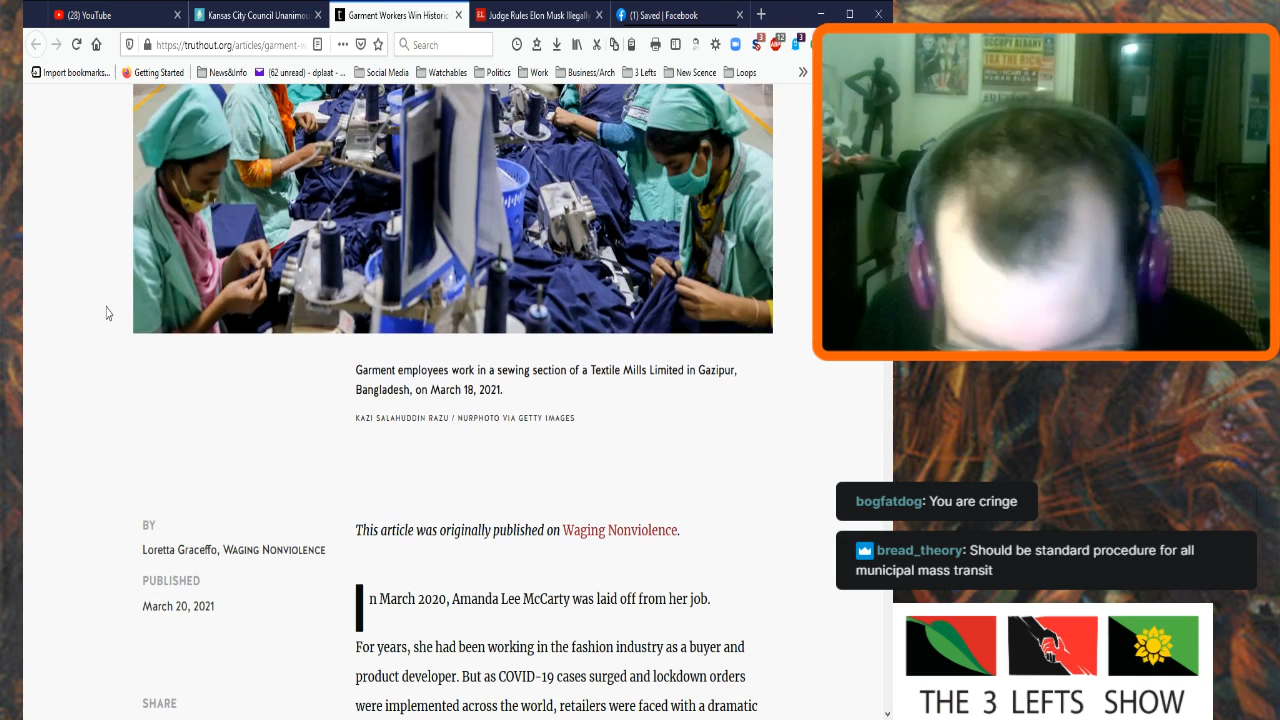 (28) YouTube
Kansas City Council Unanimou
Garment Workers Win Historic
Judge Rules Elon Musk Illegally
(1) Saved | Facebook
https://truthout.org/articles/garment-w
Search
Import bookmarks...
Getting Started
News&Info
(62 unread) - dplaat - ...
Social Media
Watchables
Politics
Work
Business/Arch
3 Lefts
New Scence
Loops
OCCUPY ALBANY
TAX THE RICH
Garment employees work in a sewing section of a Textile Mills Limited in Gazipur,
Bangladesh, on March 18, 2021.
KAZI SALAHUDDIN RAZU / NURPHOTO VIA GETTY IMAGES
BY
Loretta Graceffo, WAGING NONVIOLENCE
PUBLISHED
March 20, 2021
SHARE
This article was originally published on Waging Nonviolence.
In March 2020, Amanda Lee McCarty was laid off from her job.
For years, she had been working in the fashion industry as a buyer and
product developer. But as COVID-19 cases surged and lockdown orders
were implemented across the world, retailers were faced with a dramatic
bogfatdog: You are cringe
bread_theory: Should be standard procedure for all
municipal mass transit
THE 3 LEFTS SHOW